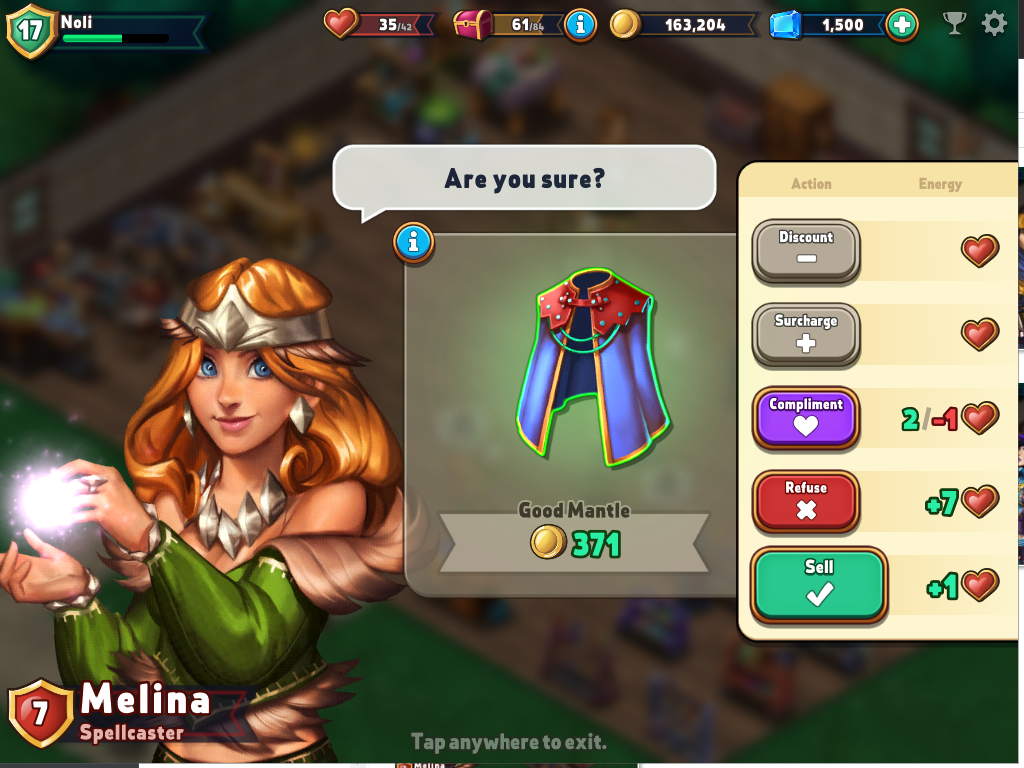 17
Noli
35/42
61/84
i
163,204
1,500
Are you sure?
i
Action
Energy
Discount
Surcharge
Compliment
2/-1
Refuse
+7
Sell
+1
Good Mantle
371
7
Melina
Spellcaster
Tap anywhere to exit.
Melina